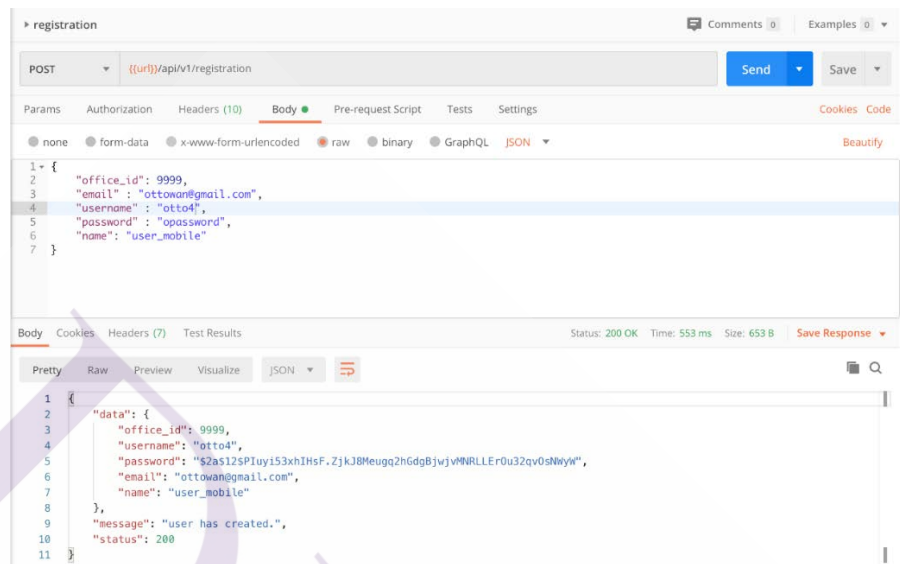 registration Comments 0 Examples 0
POST {{url}}/api/v1/registration Send Save
Params Authorization Headers (10) Body Pre-request Script Tests Settings Cookies Code
none form-data x-www-form-urlencoded raw binary GraphQL JSON Beautify
1 {
2 "office_id": 9999,
3 "email" : "ottowan@gmail.com",
4 "username" : "otto4",
5 "password" : "opassword",
6 "name": "user_mobile"
7 }
Body Cookies Headers (7) Test Results Status: 200 OK Time: 553 ms Size: 653 B Save Response
Pretty Raw Preview Visualize JSON
1 {
2 "data": {
3 "office_id": 9999,
4 "username": "otto4",
5 "password": "$2a$12$PIuyi53xhIHsF.ZjkJ8Meugq2hGdgBjwjvMNRLLErOu32qvOsNWyW",
6 "email": "ottowan@gmail.com",
7 "name": "user_mobile"
8 },
9 "message": "user has created.",
10 "status": 200
11 }